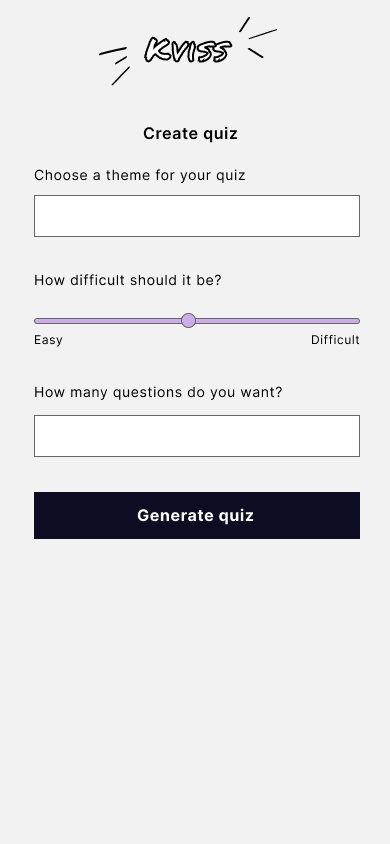 KVISS
Create quiz
Choose a theme for your quiz
How difficult should it be?
Easy Difficult
How many questions do you want?
Generate quiz